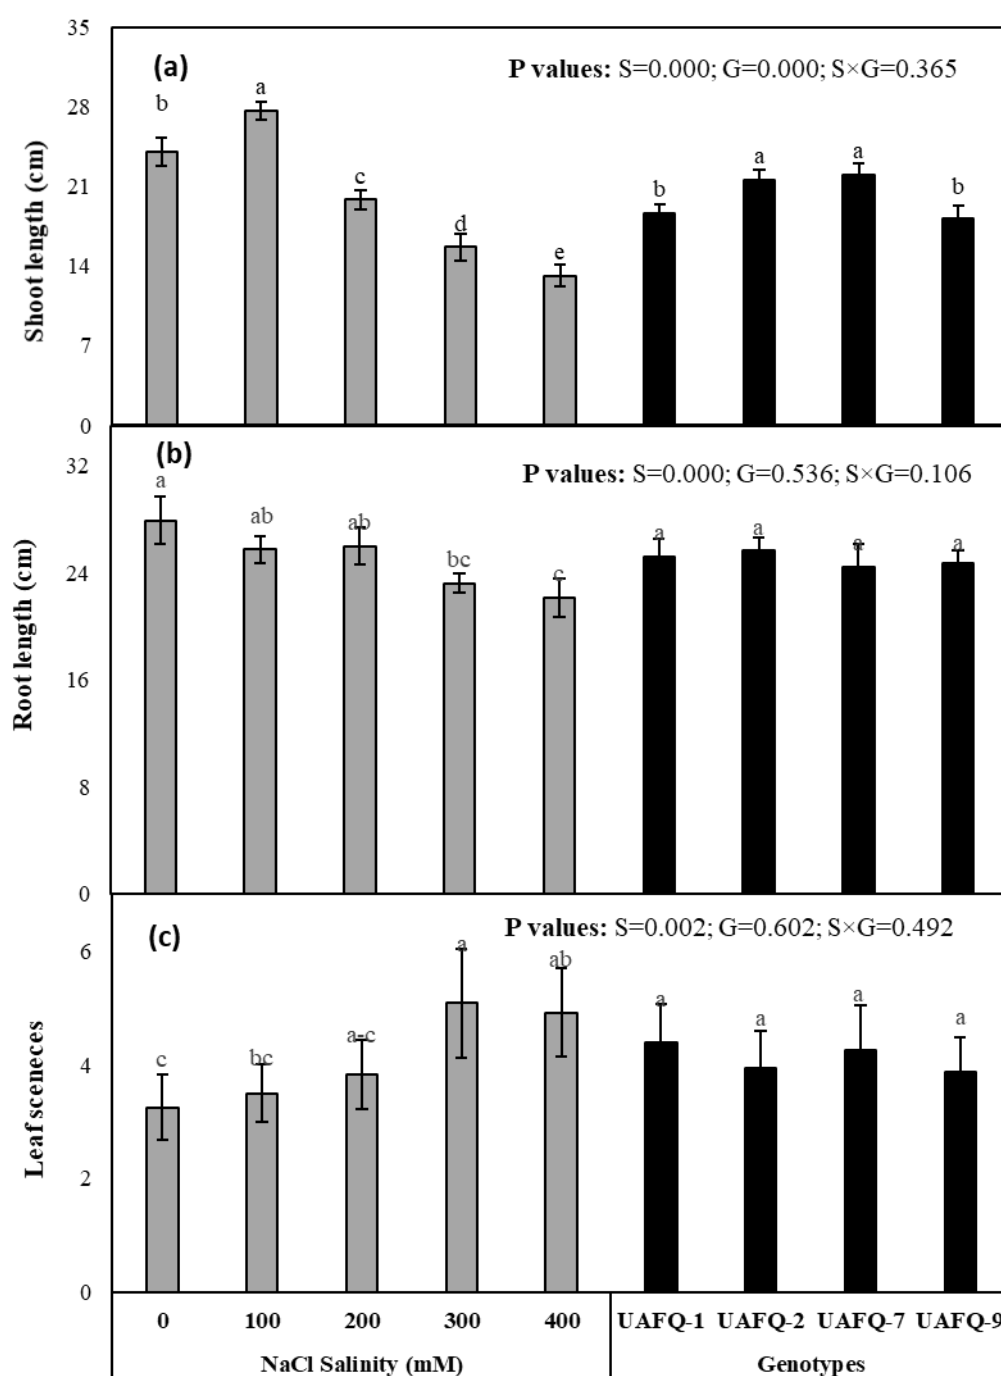 35
(a)
P values: S=0.000; G=0.000; S×G=0.365
28
b
a
21
c
b
a
a
b
14
d
e
7
0
Shoot length (cm)
(b)
32
P values: S=0.000; G=0.536; S×G=0.106
a
ab
ab
bc
c
a
a
a
a
24
16
8
0
Root length (cm)
(c)
P values: S=0.002; G=0.602; S×G=0.492
6
a
ab
c
bc
a-c
a
a
a
a
4
2
0
Leaf sceneces
0 100 200 300 400 UAFQ-1 UAFQ-2 UAFQ-7 UAFQ-9
NaCl Salinity (mM) Genotypes